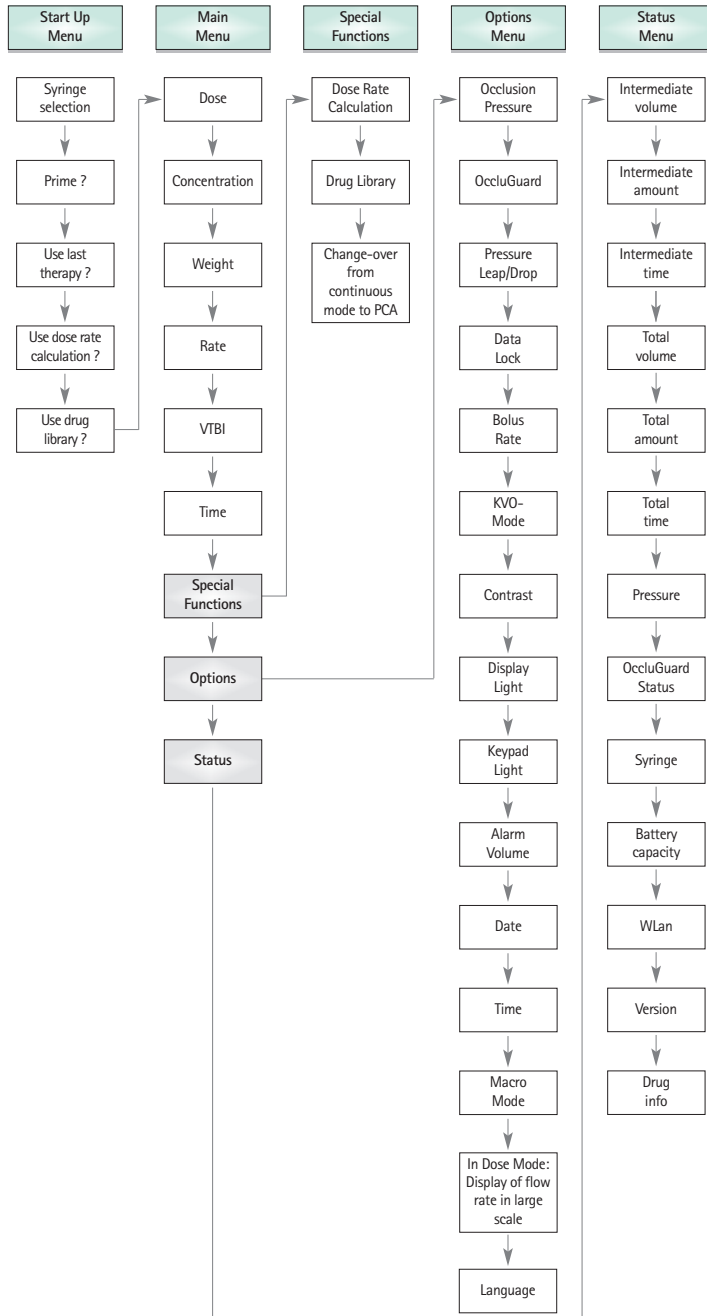 Start Up
Menu
Main
Menu
Special
Functions
Options
Menu
Status
Menu
Syringe
selection
Prime ?
Use last
therapy ?
Use dose rate
calculation ?
Use drug
library ?
Dose
Concentration
Weight
Rate
VTBI
Time
Special
Functions
Options
Status
Dose Rate
Calculation
Drug Library
Change-over
from
continuous
mode to PCA
Occlusion
Pressure
OccluGuard
Pressure
Leap/Drop
Data
Lock
Bolus
Rate
KVO-
Mode
Contrast
Display
Light
Keypad
Light
Alarm
Volume
Date
Time
Macro
Mode
In Dose Mode:
Display of flow
rate in large
scale
Language
Intermediate
volume
Intermediate
amount
Intermediate
time
Total
volume
Total
amount
Total
time
Pressure
OccluGuard
Status
Syringe
Battery
capacity
WLan
Version
Drug
info